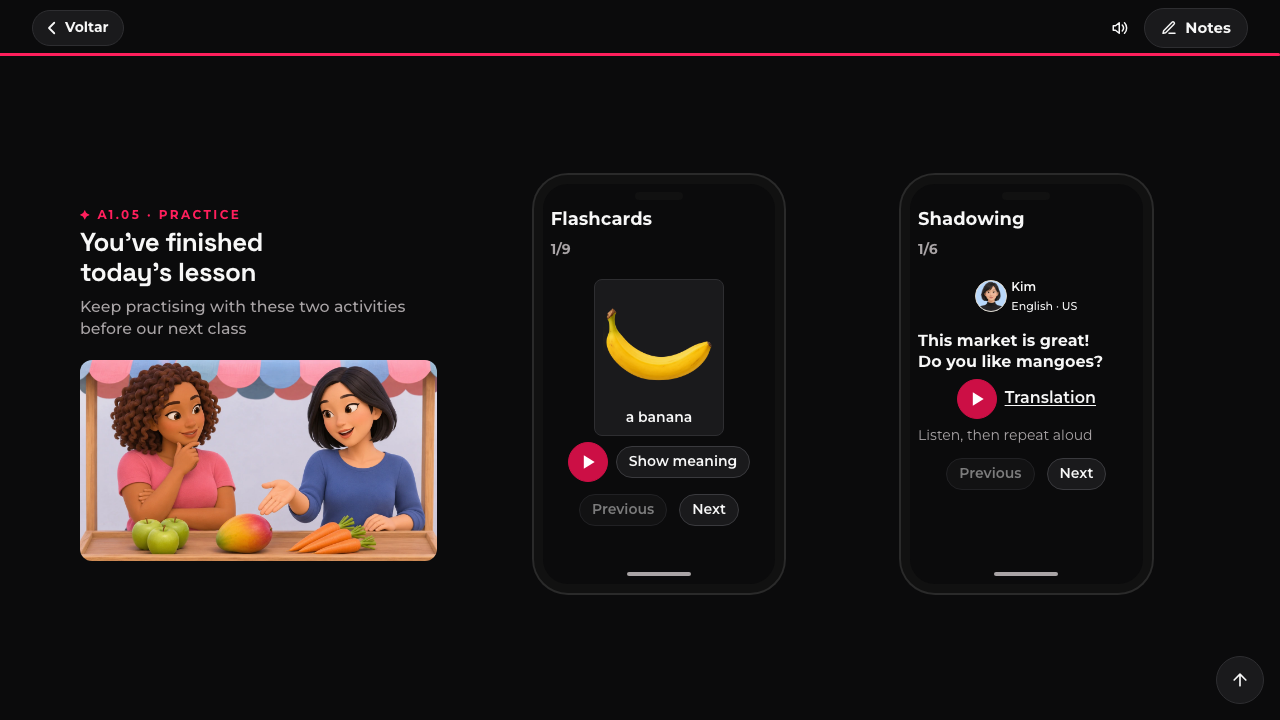 Voltar
Notes
A1.05 · PRACTICE
You’ve finished
today’s lesson
Keep practising with these two activities
before our next class
Flashcards
1/9
a banana
Show meaning
Previous
Next
Shadowing
1/6
Kim
English · US
This market is great!
Do you like mangoes?
Translation
Listen, then repeat aloud
Previous
Next